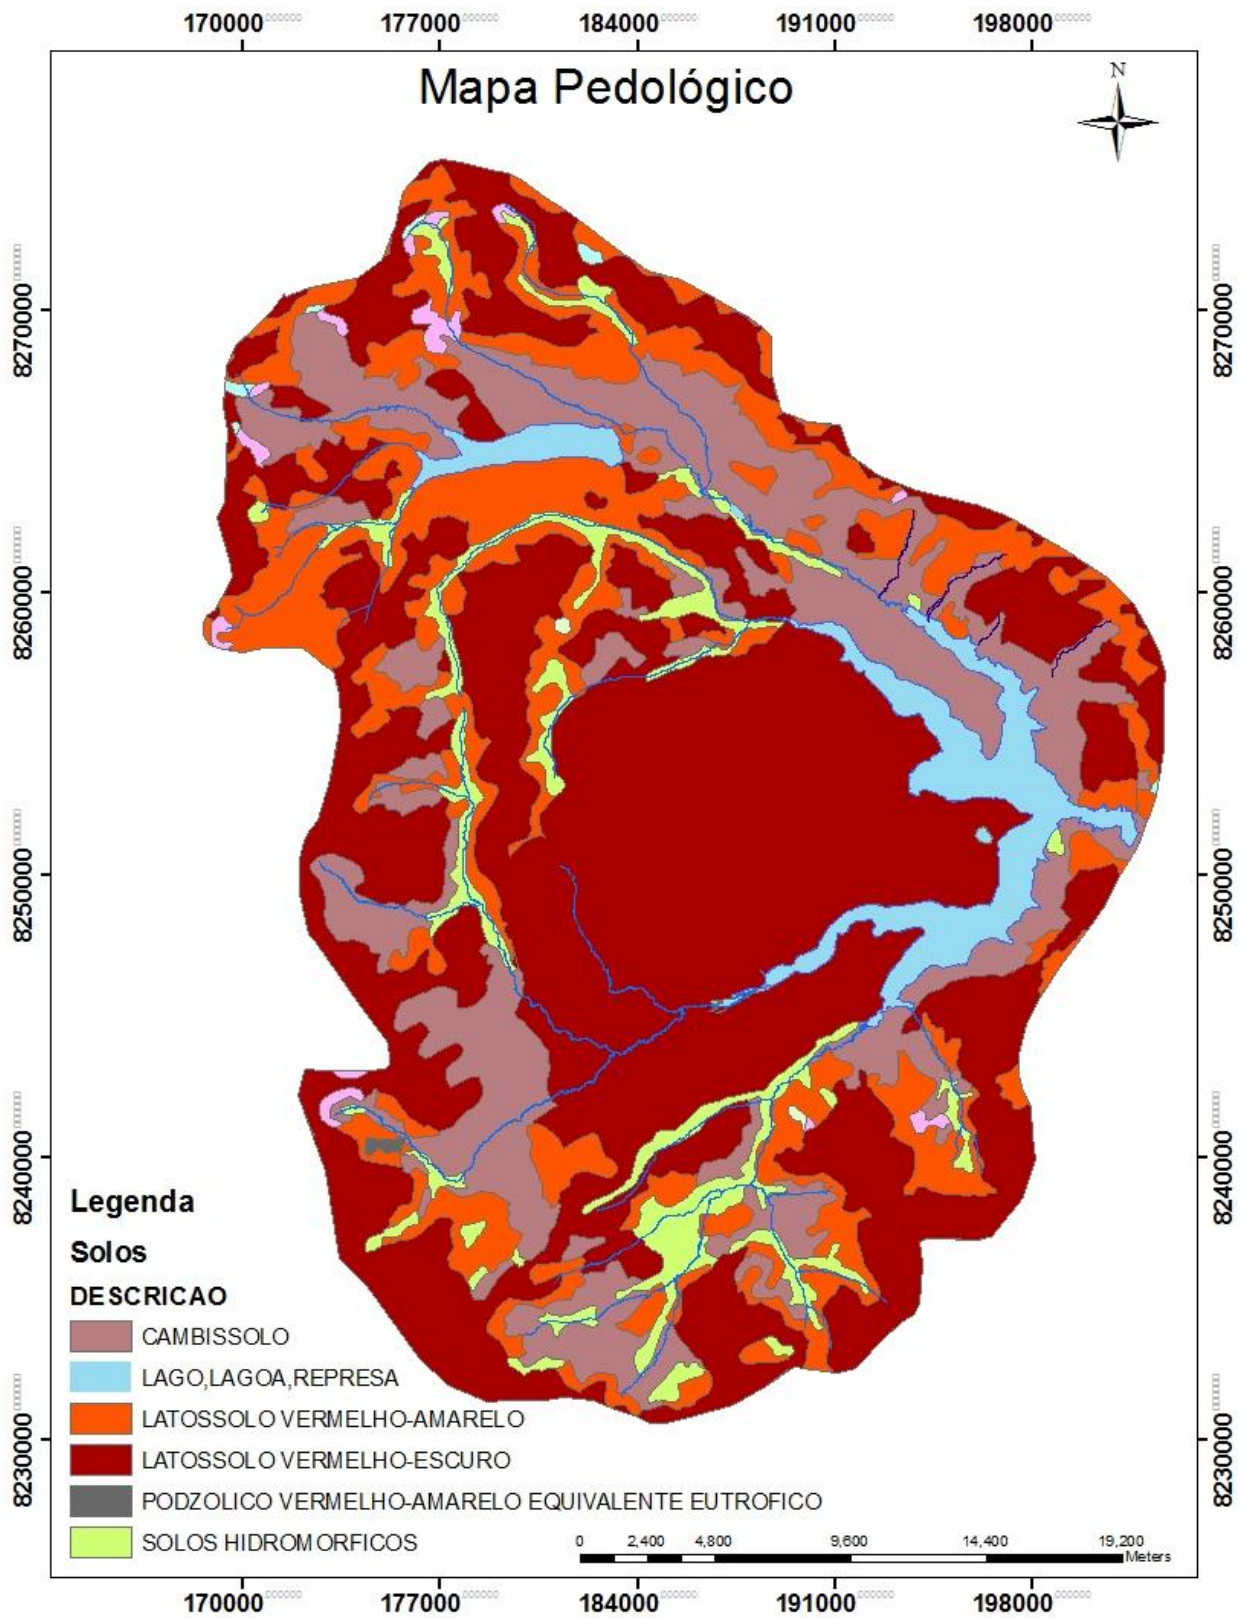 170000 177000 184000 191000 198000
Mapa Pedológico
N
8270000 8270000
8260000 8260000
8250000 8250000
8240000 8240000
8230000 8230000
Legenda
Solos
DESCRICAO
CAMBISSOLO
LAGO,LAGOA,REPRESA
LATOSSOLO VERMELHO-AMARELO
LATOSSOLO VERMELHO-ESCURO
PODZOLICO VERMELHO-AMARELO EQUIVALENTE EUTROFICO
SOLOS HIDROMORFICOS
0 2,400 4,800 9,600 14,400 19,200
Meters
170000 177000 184000 191000 198000